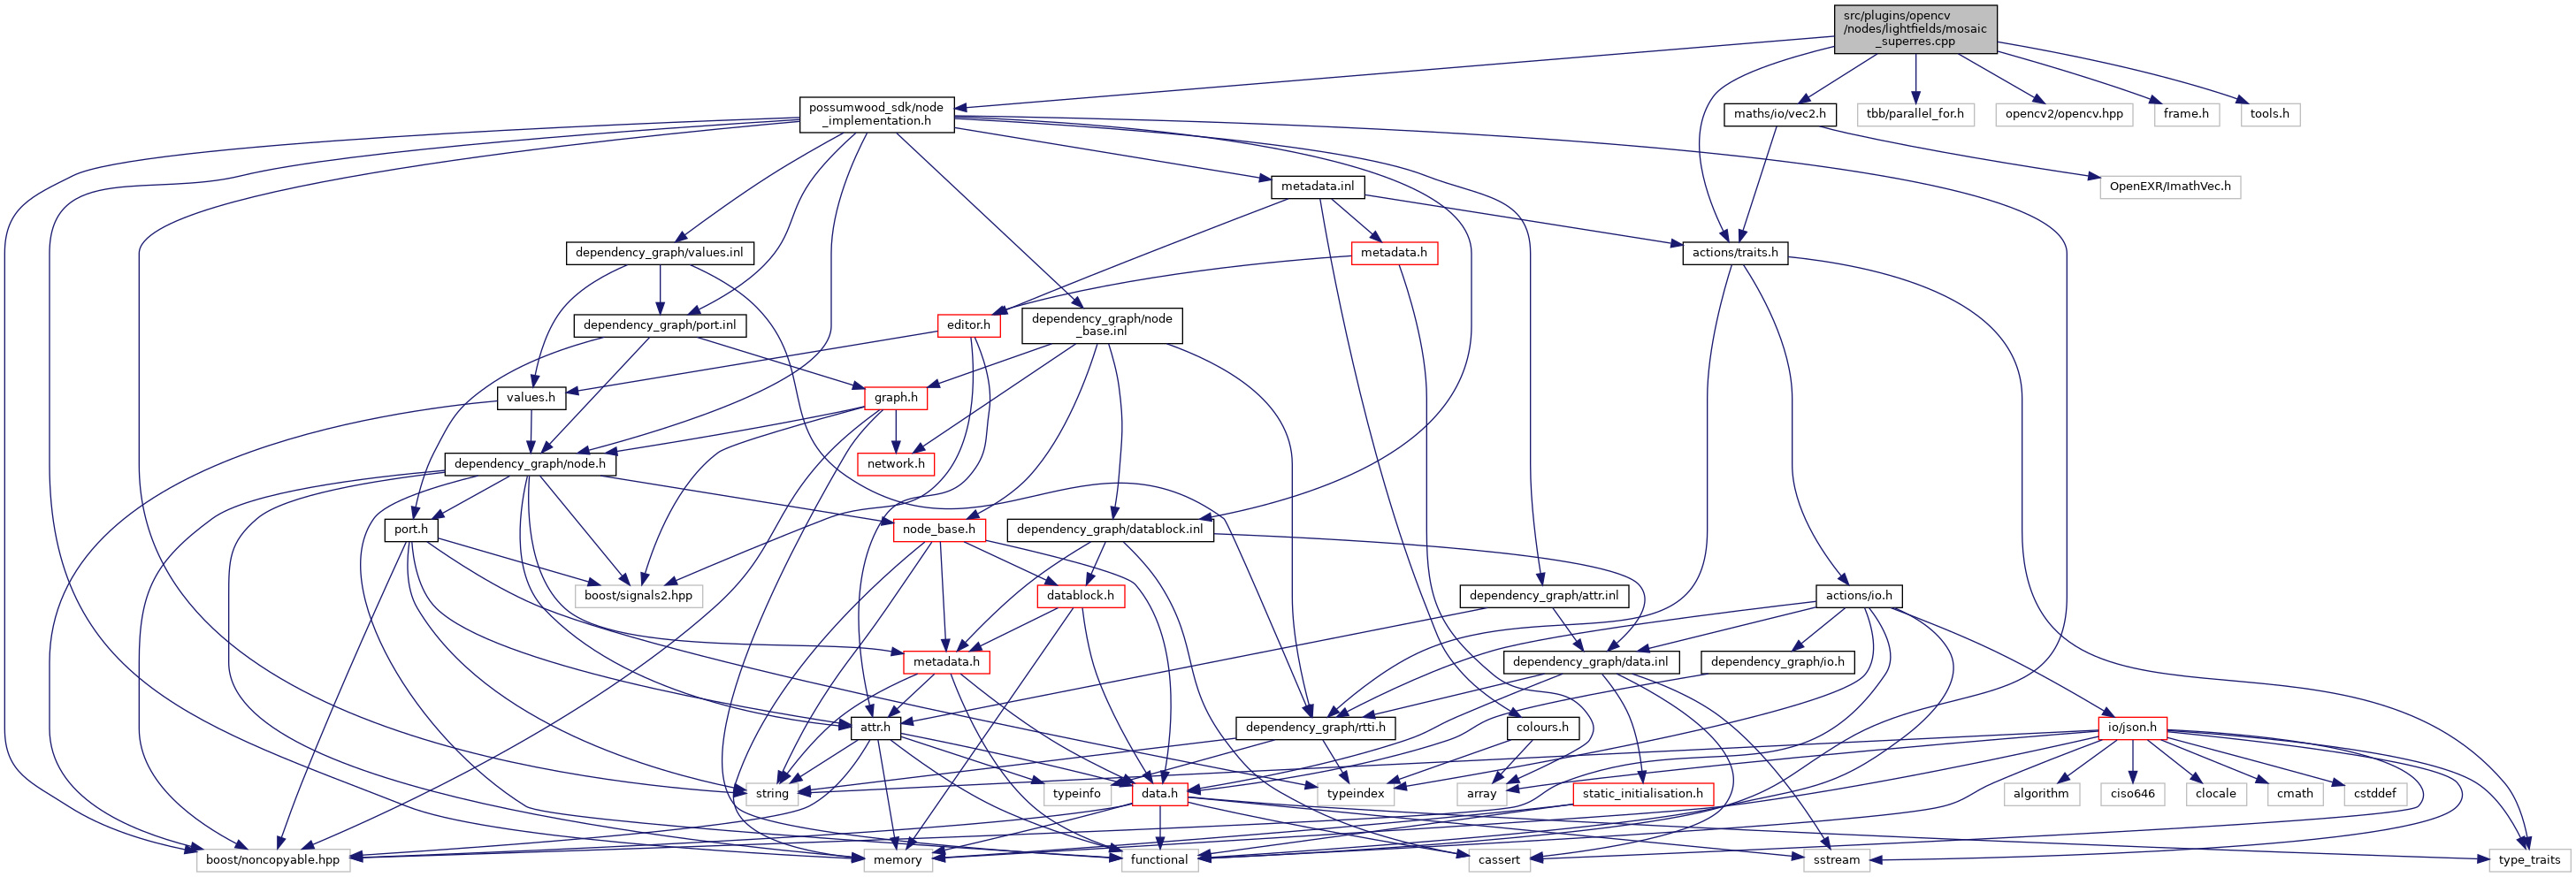 src/plugins/opencv
/nodes/lightfields/mosaic
_superres.cpp
possumwood_sdk/node
_implementation.h
maths/io/vec2.h
tbb/parallel_for.h
opencv2/opencv.hpp
frame.h
tools.h
metadata.inl
OpenEXR/ImathVec.h
dependency_graph/values.inl
metadata.h
actions/traits.h
dependency_graph/port.inl
editor.h
dependency_graph/node
_base.inl
values.h
graph.h
dependency_graph/node.h
network.h
port.h
node_base.h
dependency_graph/datablock.inl
boost/signals2.hpp
datablock.h
dependency_graph/attr.inl
actions/io.h
metadata.h
dependency_graph/data.inl
dependency_graph/io.h
attr.h
dependency_graph/rtti.h
colours.h
io/json.h
string
typeinfo
data.h
typeindex
array
static_initialisation.h
algorithm
ciso646
clocale
cmath
cstddef
boost/noncopyable.hpp
memory
functional
cassert
sstream
type_traits